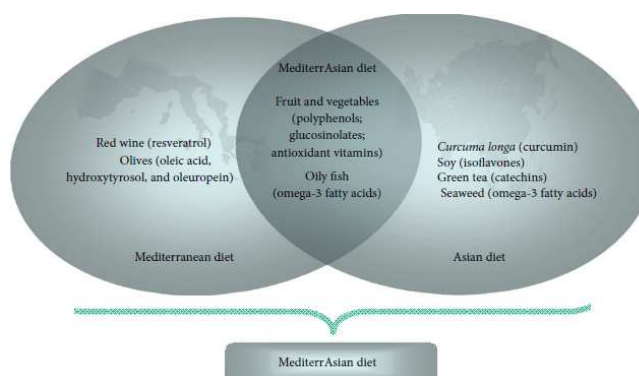 MediterrAsian diet
Fruit and vegetables
(polyphenols;
glucosinolates;
antioxidant vitamins)
Oily fish
(omega-3 fatty acids)
Red wine (resveratrol)
Olives (oleic acid,
hydroxytyrosol, and oleuropein)
Curcuma longa (curcumin)
Soy (isoflavones)
Green tea (catechins)
Seaweed (omega-3 fatty acids)
Mediterranean diet
Asian diet
MediterrAsian diet